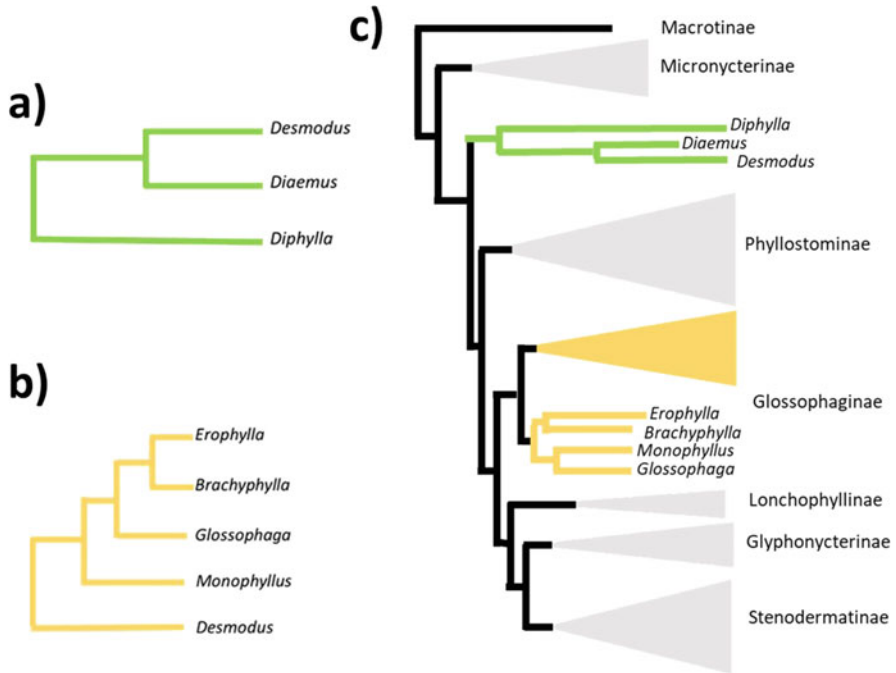 a)
Desmodus
Diaemus
Diphylla
b)
Erophylla
Brachyphylla
Glossophaga
Monophyllus
Desmodus
c)
Macrotinae
Micronycterinae
Diphylla
Diaemus
Desmodus
Phyllostominae
Glossophaginae
Erophylla
Brachyphylla
Monophyllus
Glossophaga
Lonchophyllinae
Glyphonycterinae
Stenodermatinae